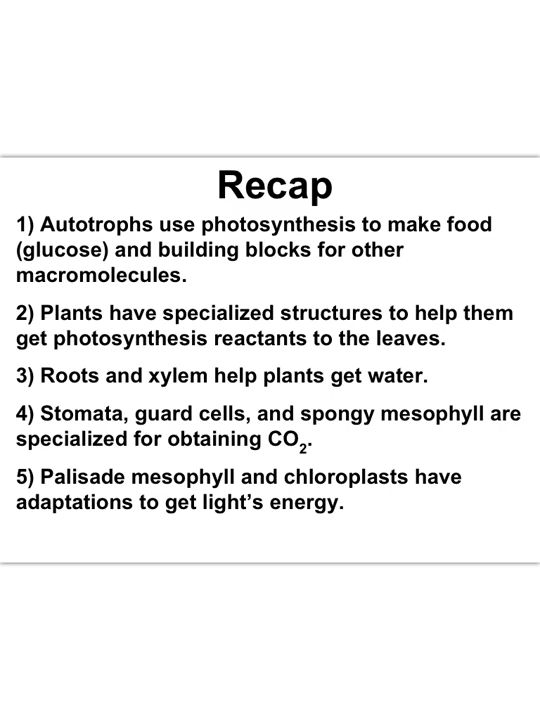 Recap
1) Autotrophs use photosynthesis to make food
(glucose) and building blocks for other
macromolecules.
2) Plants have specialized structures to help them
get photosynthesis reactants to the leaves.
3) Roots and xylem help plants get water.
4) Stomata, guard cells, and spongy mesophyll are
specialized for obtaining CO₂.
5) Palisade mesophyll and chloroplasts have
adaptations to get light’s energy.